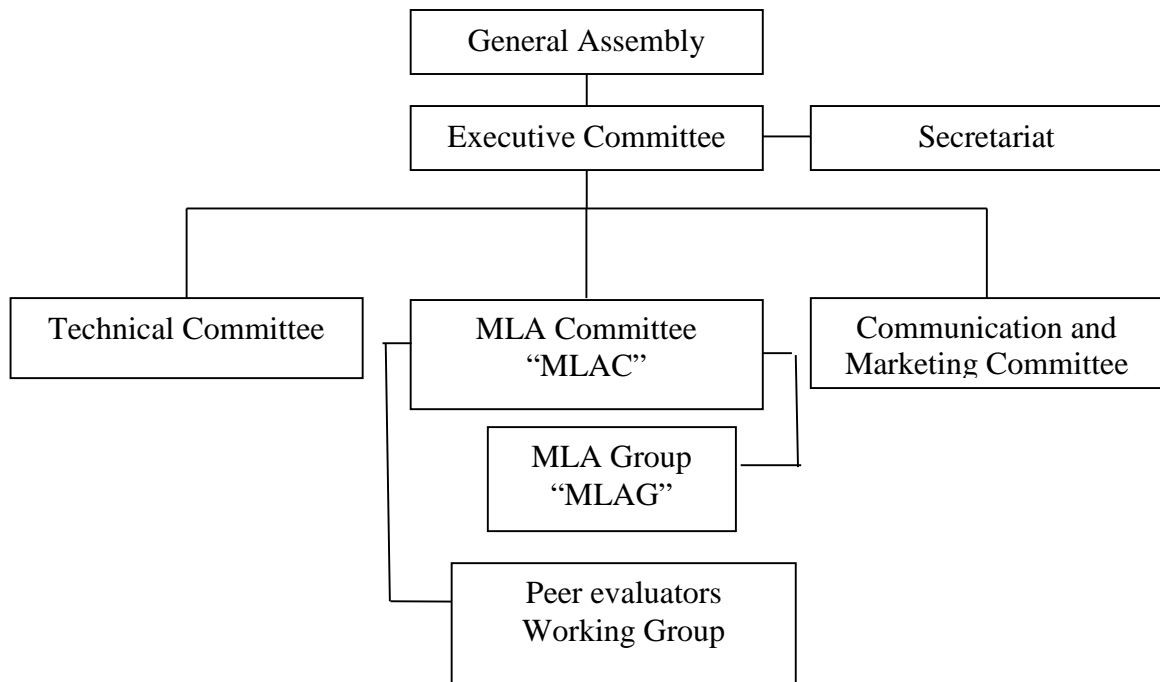 General Assembly
Executive Committee
Secretariat
Technical Committee
MLA Committee
“MLAC”
Communication and
Marketing Committee
MLA Group
“MLAG”
Peer evaluators
Working Group